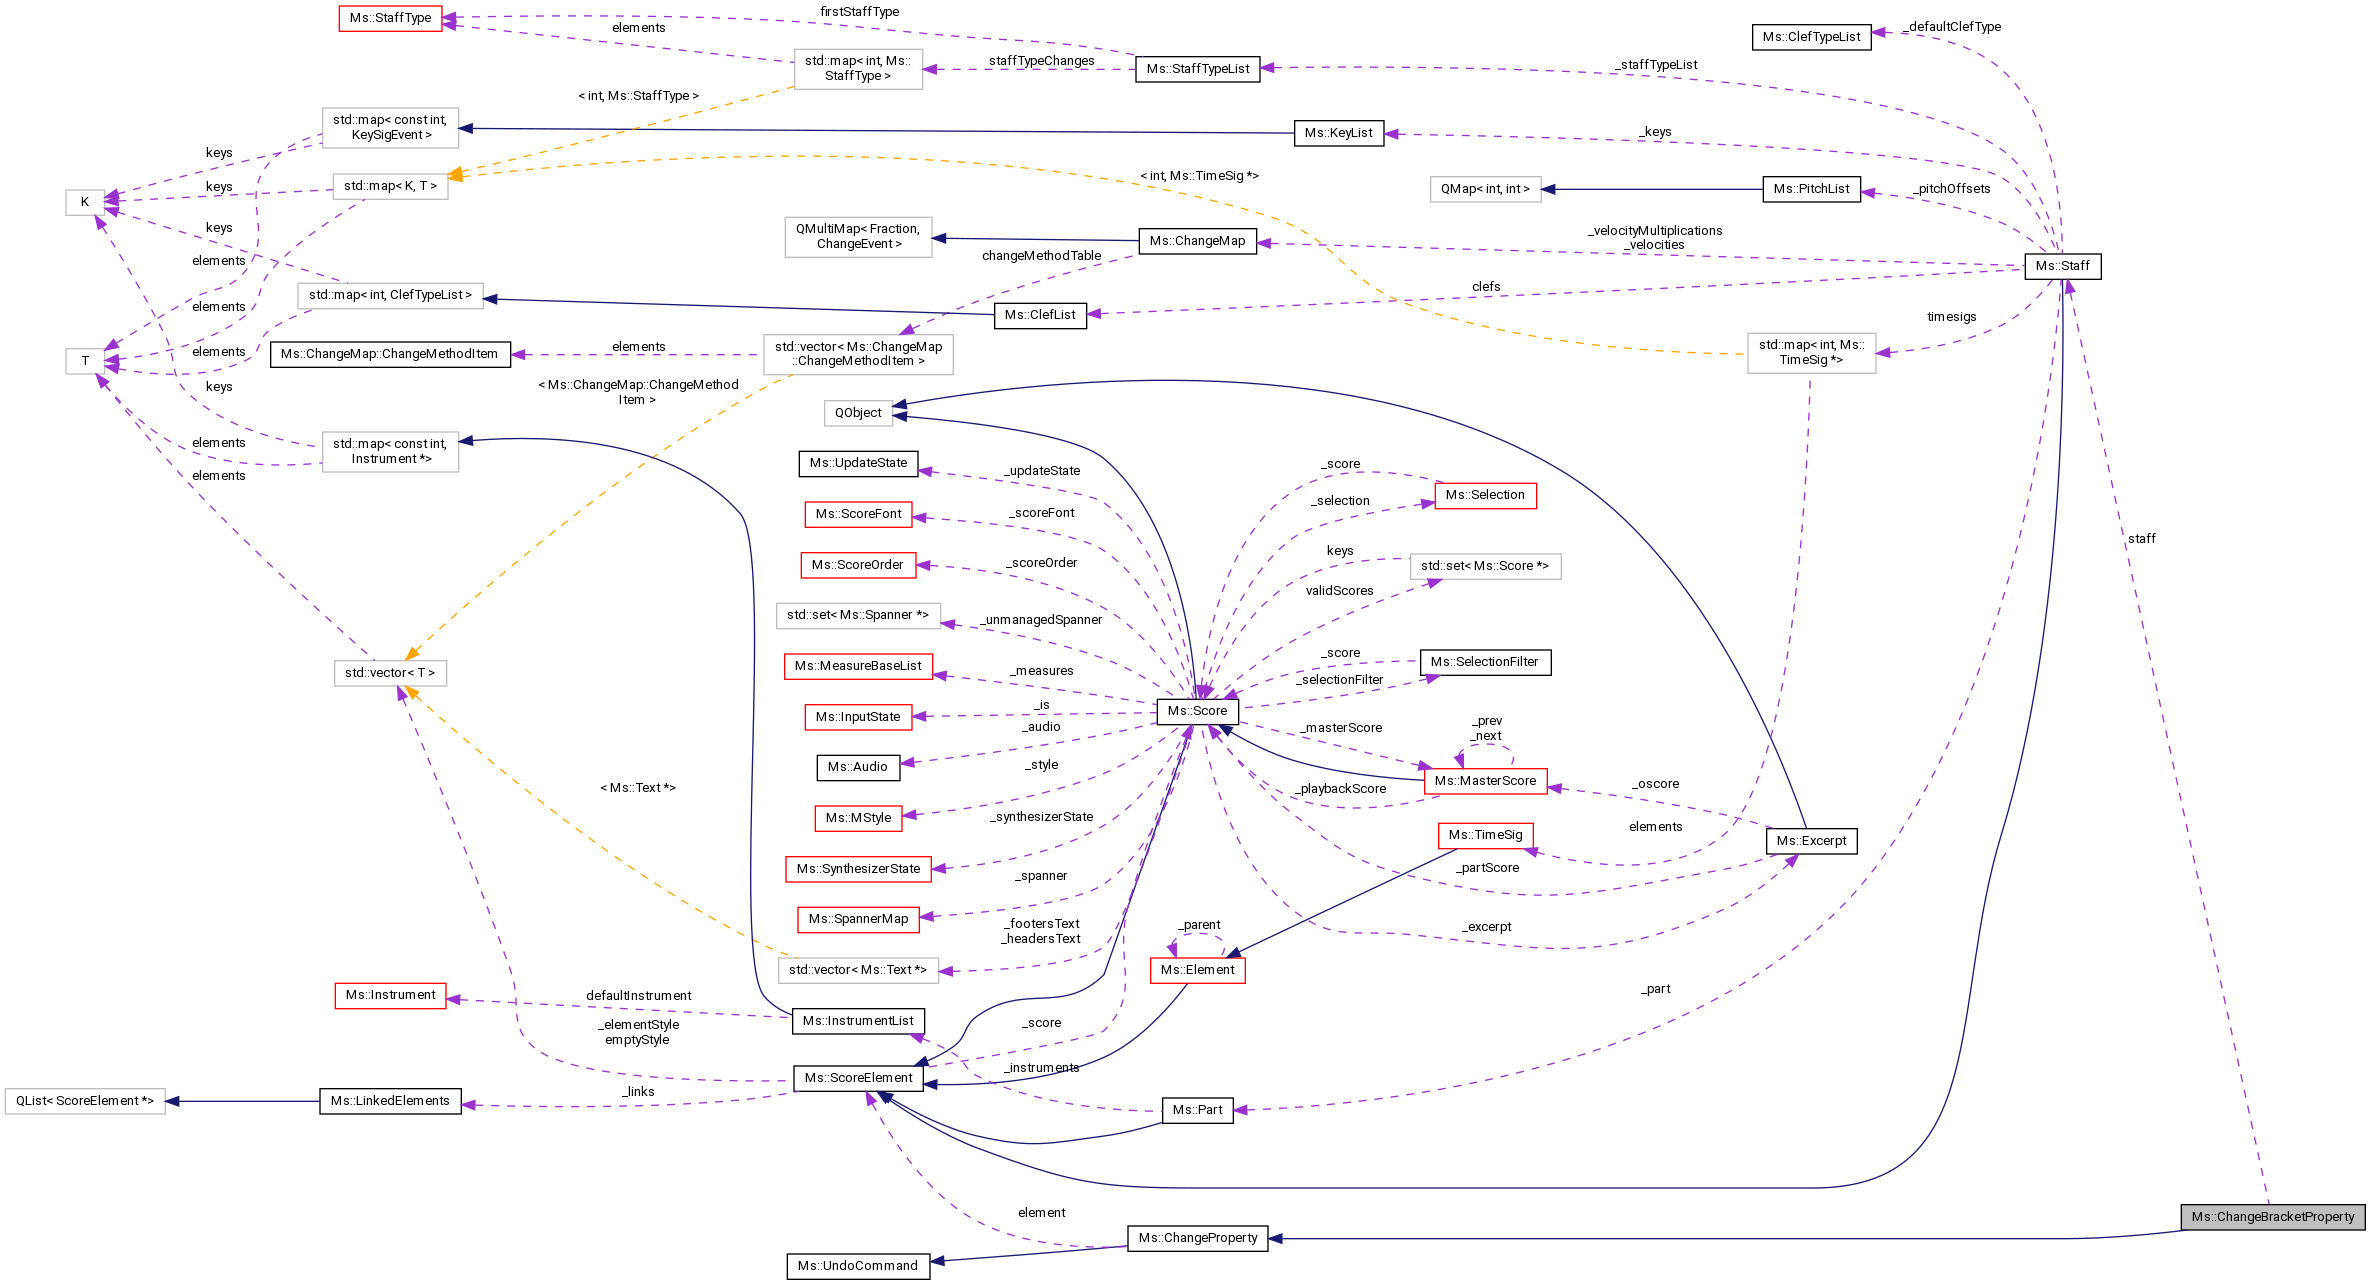 Ms::StaffType
firstStaffType
elements
std::map< int, Ms::
StaffType >
staffTypeChanges
Ms::StaffTypeList
_staffTypeList
Ms::ClefTypeList
_defaultClefType
< int, Ms::StaffType >
std::map< const int,
KeySigEvent >
Ms::KeyList
_keys
keys
keys
std::map< K, T >
< int, Ms::TimeSig *>
QMap< int, int >
Ms::PitchList
_pitchOffsets
K
keys
QMultiMap< Fraction,
ChangeEvent >
Ms::ChangeMap
_velocityMultiplications
_velocities
changeMethodTable
Ms::Staff
elements
std::map< int, ClefTypeList >
clefs
elements
Ms::ClefList
timesigs
T
elements
Ms::ChangeMap::ChangeMethodItem
elements
std::vector< Ms::ChangeMap
::ChangeMethodItem >
std::map< int, Ms::
TimeSig *>
keys
< Ms::ChangeMap::ChangeMethod
Item >
QObject
elements
std::map< const int,
Instrument *>
elements
Ms::UpdateState
_updateState
_score
Ms::Selection
_selection
Ms::ScoreFont
_scoreFont
staff
Ms::ScoreOrder
_scoreOrder
keys
std::set< Ms::Score *>
validScores
std::set< Ms::Spanner *>
_unmanagedSpanner
std::vector< T >
Ms::MeasureBaseList
_measures
_score
Ms::SelectionFilter
_selectionFilter
Ms::InputState
_is
Ms::Score
_audio
_masterScore
_prev
_next
Ms::Audio
_style
_playbackScore
Ms::MasterScore
_oscore
< Ms::Text *>
Ms::MStyle
_synthesizerState
Ms::TimeSig
elements
Ms::Excerpt
Ms::SynthesizerState
_spanner
_partScore
Ms::SpannerMap
_footersText
_headersText
_parent
_excerpt
std::vector< Ms::Text *>
Ms::Element
Ms::Instrument
defaultInstrument
_part
Ms::InstrumentList
_elementStyle
emptyStyle
_score
Ms::ScoreElement
_instruments
QList< ScoreElement *>
Ms::LinkedElements
_links
Ms::Part
element
Ms::ChangeBracketProperty
Ms::ChangeProperty
Ms::UndoCommand